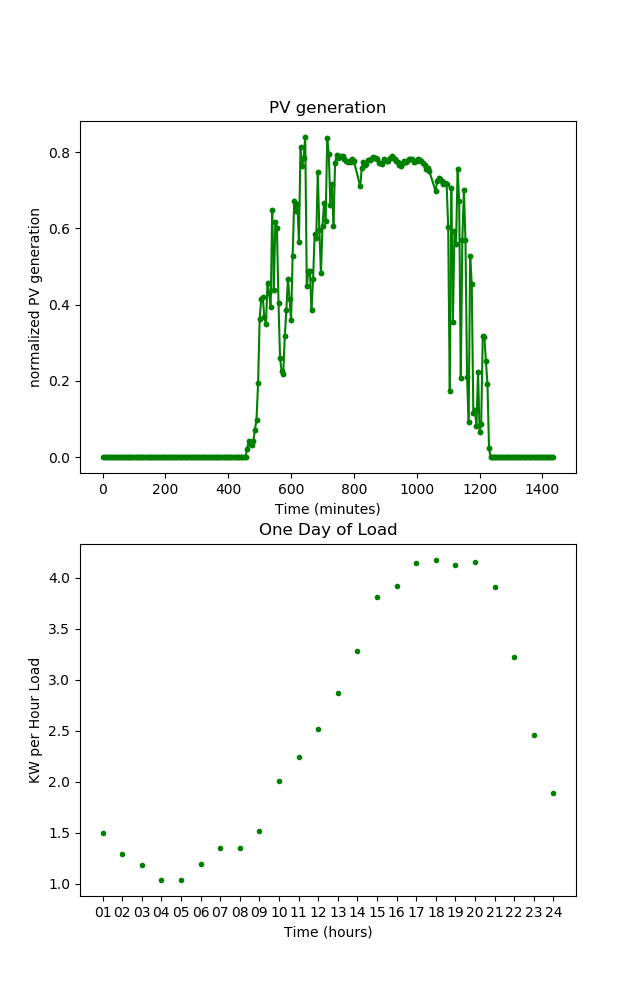 PV generation
normalized PV generation
0.8
0.6
0.4
0.2
0.0
0 200 400 600 800 1000 1200 1400
Time (minutes)
One Day of Load
KW per Hour Load
4.0
3.5
3.0
2.5
2.0
1.5
1.0
01 02 03 04 05 06 07 08 09 10 11 12 13 14 15 16 17 18 19 20 21 22 23 24
Time (hours)